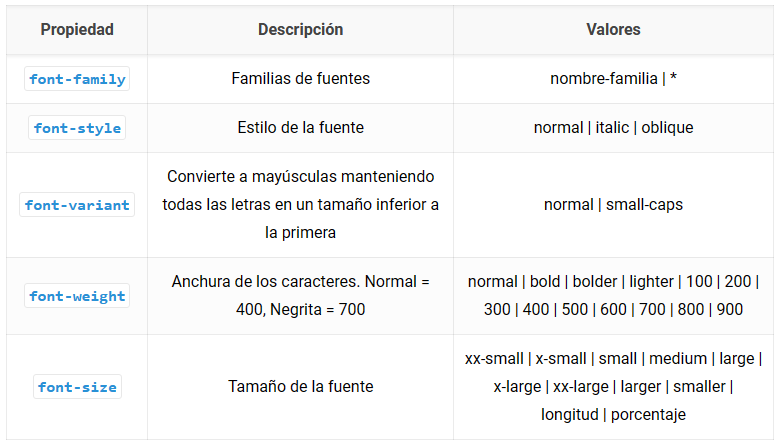 Propiedad Descripción Valores
font-family Familias de fuentes nombre-familia | *
font-style Estilo de la fuente normal | italic | oblique
font-variant
Convierte a mayúsculas manteniendo
todas las letras en un tamaño inferior a
la primera
normal | small-caps
font-weight
Anchura de los caracteres. Normal =
400, Negrita = 700
normal | bold | bolder | lighter | 100 | 200 |
300 | 400 | 500 | 600 | 700 | 800 | 900
font-size
Tamaño de la fuente
xx-small | x-small | small | medium | large |
x-large | xx-large | larger | smaller |
longitud | porcentaje